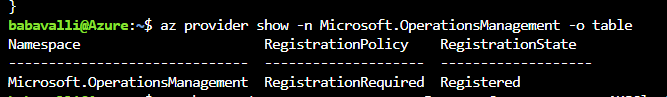 }
babavalli@Azure:~$ az provider show -n Microsoft.OperationsManagement -o table
Namespace                       RegistrationPolicy    RegistrationState
------------------------------  --------------------  -------------------
Microsoft.OperationsManagement  RegistrationRequired  Registered